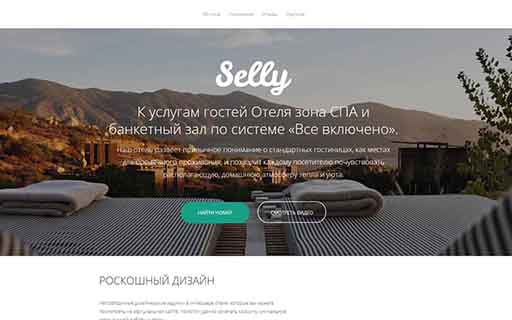 Selly
К услугам гостей Отеля зона СПА и
банкетный зал по системе «Все включено».
Наш отель развеет привычное понимание о стандартных гостиницах, как местах
для временного проживания, и позволит каждому посетителю почувствовать
располагающую, домашнюю атмосферу тепла и уюта.
НАЙТИ НОМЕР
СМОТРЕТЬ ВИДЕО
РОСКОШНЫЙ ДИЗАЙН